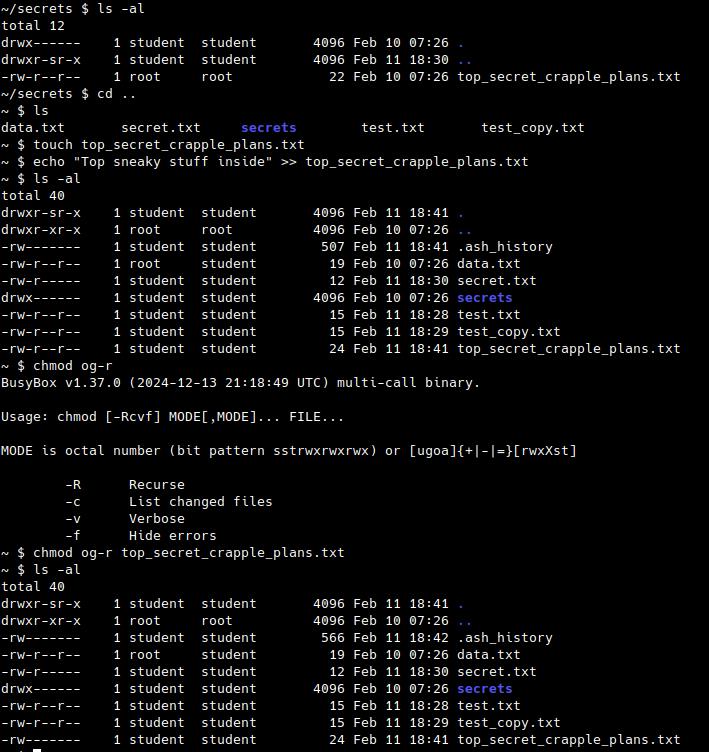 ~/secrets $ ls -al
total 12
drwx------    1 student  student       4096 Feb 10 07:26 .
drwxr-sr-x    1 student  student       4096 Feb 11 18:30 ..
-rw-r--r--    1 root     root            22 Feb 10 07:26 top_secret_crapple_plans.txt
~/secrets $ cd ..
~ $ ls
data.txt       secret.txt     secrets        test.txt       test_copy.txt
~ $ touch top_secret_crapple_plans.txt
~ $ echo "Top sneaky stuff inside" >> top_secret_crapple_plans.txt
~ $ ls -al
total 40
drwxr-sr-x    1 student  student       4096 Feb 11 18:41 .
drwxr-xr-x    1 root     root          4096 Feb 10 07:26 ..
-rw-------    1 student  student        507 Feb 11 18:41 .ash_history
-rw-r--r--    1 root     student         19 Feb 10 07:26 data.txt
-rw-r-----    1 student  student         12 Feb 11 18:30 secret.txt
drwx------    1 student  student       4096 Feb 10 07:26 secrets
-rw-r--r--    1 student  student         15 Feb 11 18:28 test.txt
-rw-r--r--    1 student  student         15 Feb 11 18:29 test_copy.txt
-rw-r--r--    1 student  student         24 Feb 11 18:41 top_secret_crapple_plans.txt
~ $ chmod og-r
BusyBox v1.37.0 (2024-12-13 21:18:49 UTC) multi-call binary.

Usage: chmod [-Rcvf] MODE[,MODE]... FILE...

MODE is octal number (bit pattern sstrwxrwxrwx) or [ugoa]{+|-|=}[rwxXst]

        -R      Recurse
        -c      List changed files
        -v      Verbose
        -f      Hide errors
~ $ chmod og-r top_secret_crapple_plans.txt
~ $ ls -al
total 40
drwxr-sr-x    1 student  student       4096 Feb 11 18:41 .
drwxr-xr-x    1 root     root          4096 Feb 10 07:26 ..
-rw-------    1 student  student        566 Feb 11 18:42 .ash_history
-rw-r--r--    1 root     student         19 Feb 10 07:26 data.txt
-rw-r-----    1 student  student         12 Feb 11 18:30 secret.txt
drwx------    1 student  student       4096 Feb 10 07:26 secrets
-rw-r--r--    1 student  student         15 Feb 11 18:28 test.txt
-rw-r--r--    1 student  student         15 Feb 11 18:29 test_copy.txt
-rw-------    1 student  student         24 Feb 11 18:41 top_secret_crapple_plans.txt